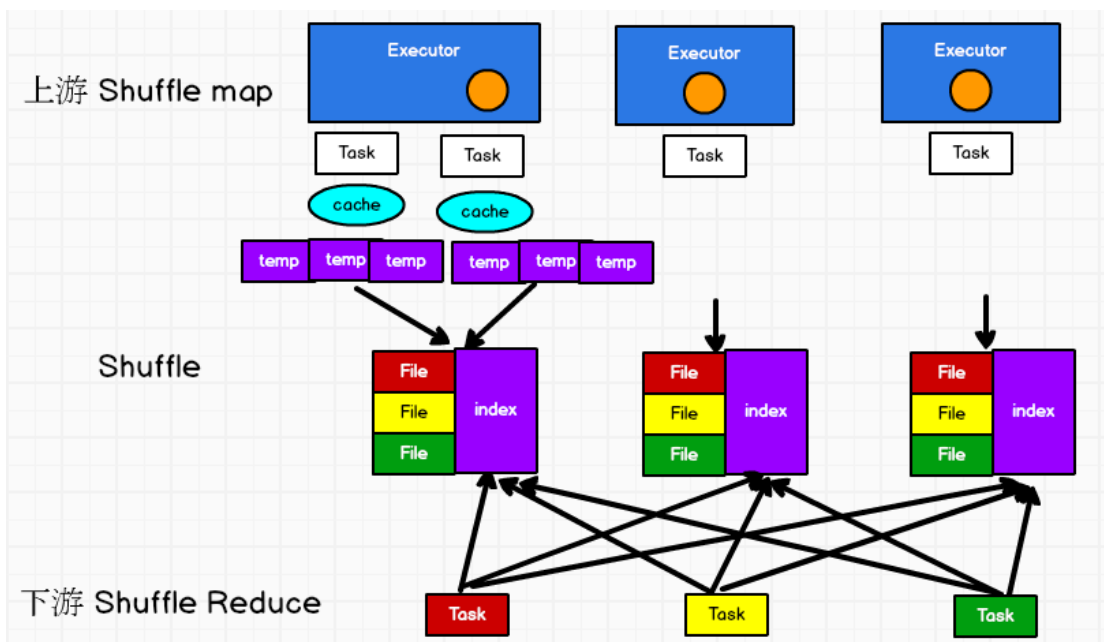 Executor
Executor
Executor
上游 Shuffle map
Task
Task
Task
Task
cache
cache
temp
temp
temp
temp
temp
temp
Shuffle
File
File
File
index
File
File
File
index
File
File
File
index
下游 Shuffle Reduce
Task
Task
Task